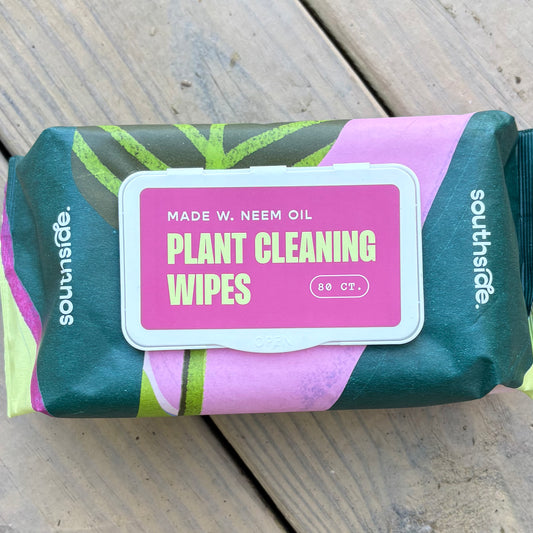 southside.
MADE W. NEEM OIL
PLANT CLEANING
WIPES
80 CT.
OPEN
southside.